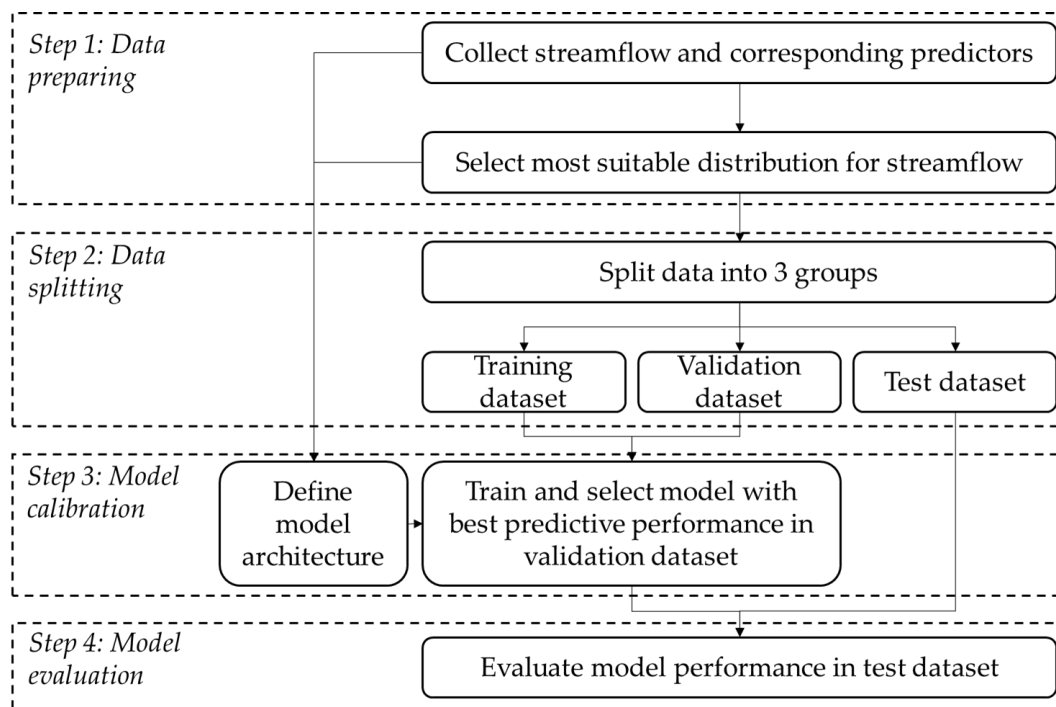 Step 1: Data
preparing
Collect streamflow and corresponding predictors
Select most suitable distribution for streamflow
Step 2: Data
splitting
Split data into 3 groups
Training
dataset
Validation
dataset
Test dataset
Step 3: Model
calibration
Define
model
architecture
Train and select model with
best predictive performance in
validation dataset
Step 4: Model
evaluation
Evaluate model performance in test dataset